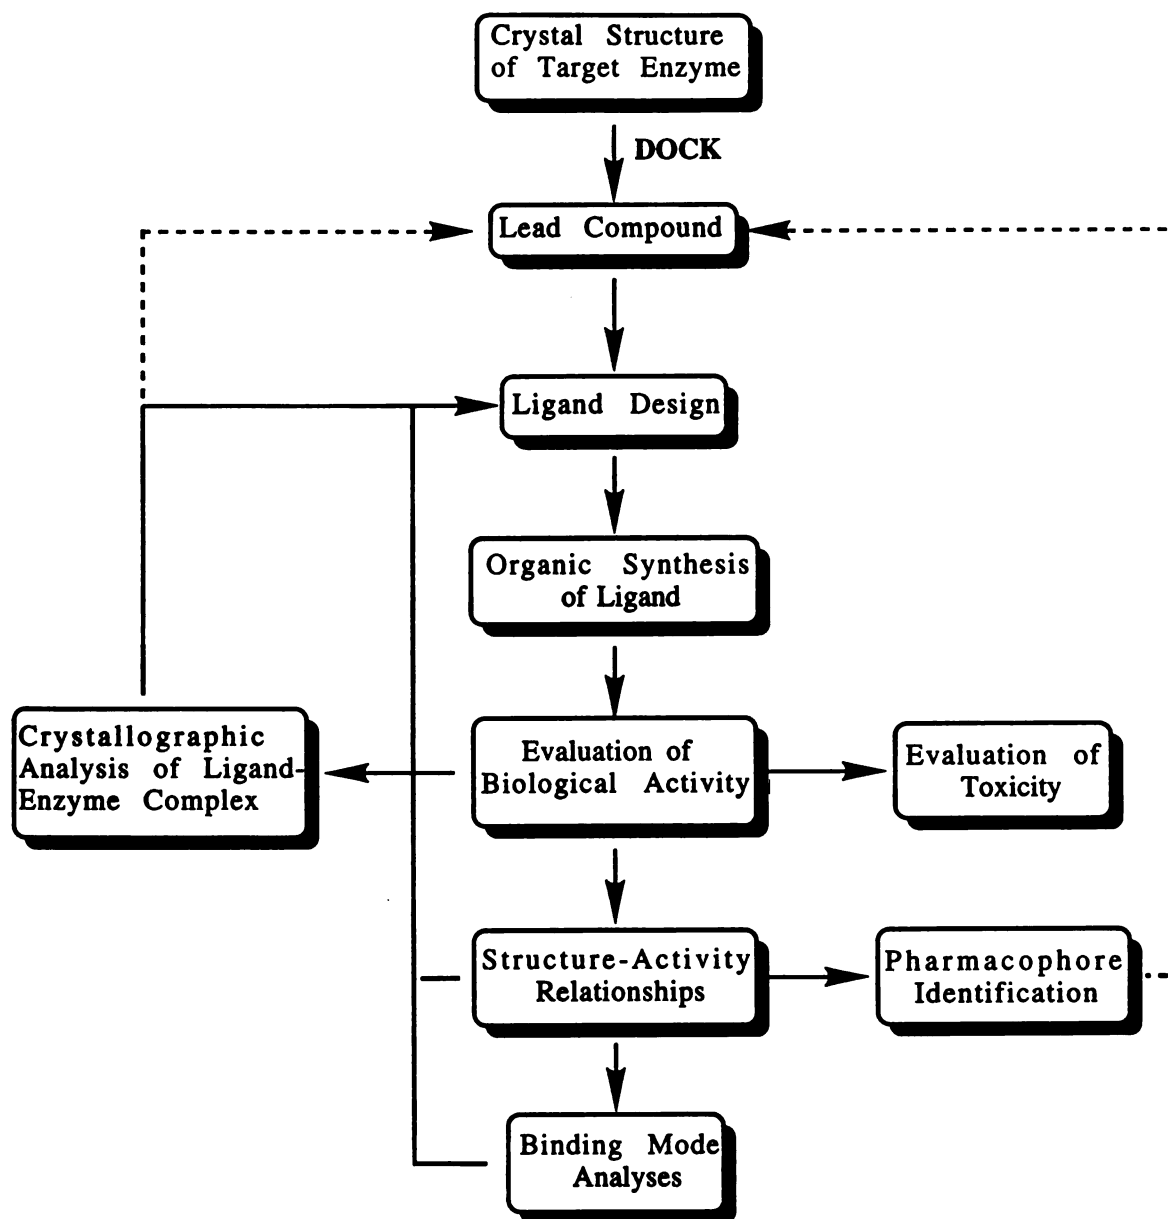 Crystal Structure
of Target Enzyme
DOCK
Lead Compound
Ligand Design
Organic Synthesis
of Ligand
Crystallographic
Analysis of Ligand-
Enzyme Complex
Evaluation of
Biological Activity
Evaluation of
Toxicity
Structure-Activity
Relationships
Pharmacophore
Identification
Binding Mode
Analyses